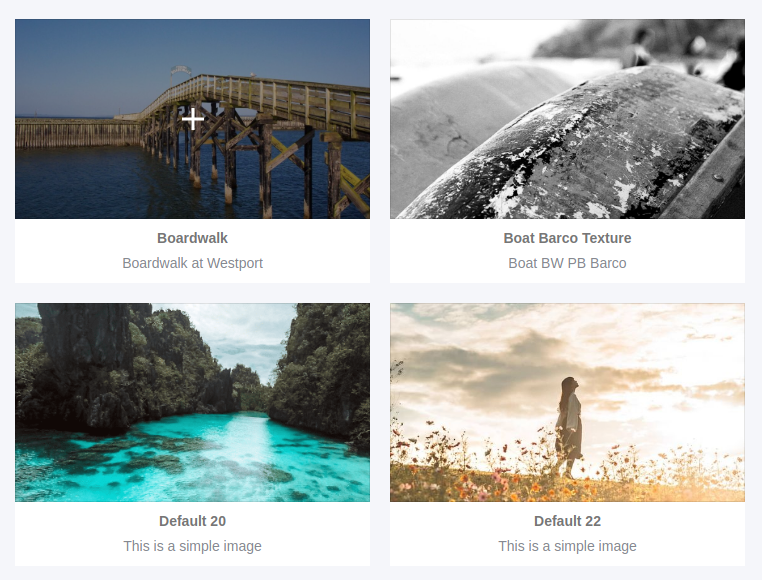 Boardwalk
Boardwalk at Westport
Boat Barco Texture
Boat BW PB Barco
Default 20
This is a simple image
Default 22
This is a simple image